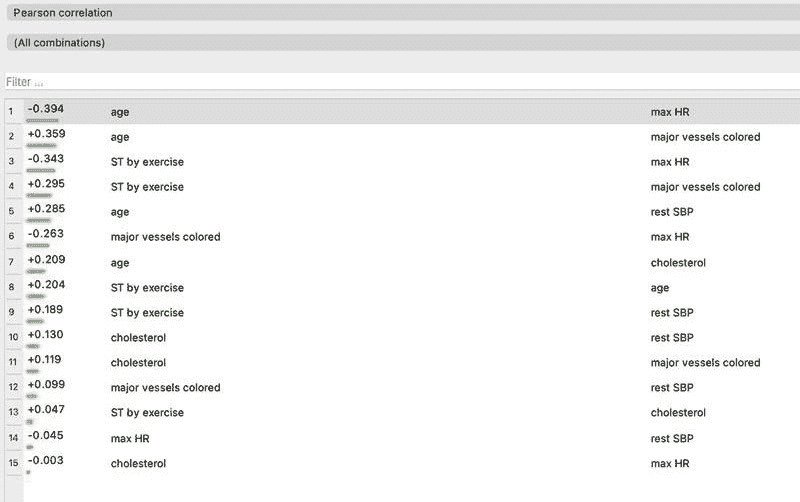 Pearson correlation
(All combinations)
Filter ...
1 -0.394 age max HR
2 +0.359 age major vessels colored
3 -0.343 ST by exercise max HR
4 +0.295 ST by exercise major vessels colored
5 +0.285 age rest SBP
6 -0.263 major vessels colored max HR
7 +0.209 age cholesterol
8 +0.204 ST by exercise age
9 +0.189 ST by exercise rest SBP
10 +0.130 cholesterol rest SBP
11 +0.119 cholesterol major vessels colored
12 +0.099 major vessels colored rest SBP
13 +0.047 ST by exercise cholesterol
14 -0.045 max HR rest SBP
15 -0.003 cholesterol max HR